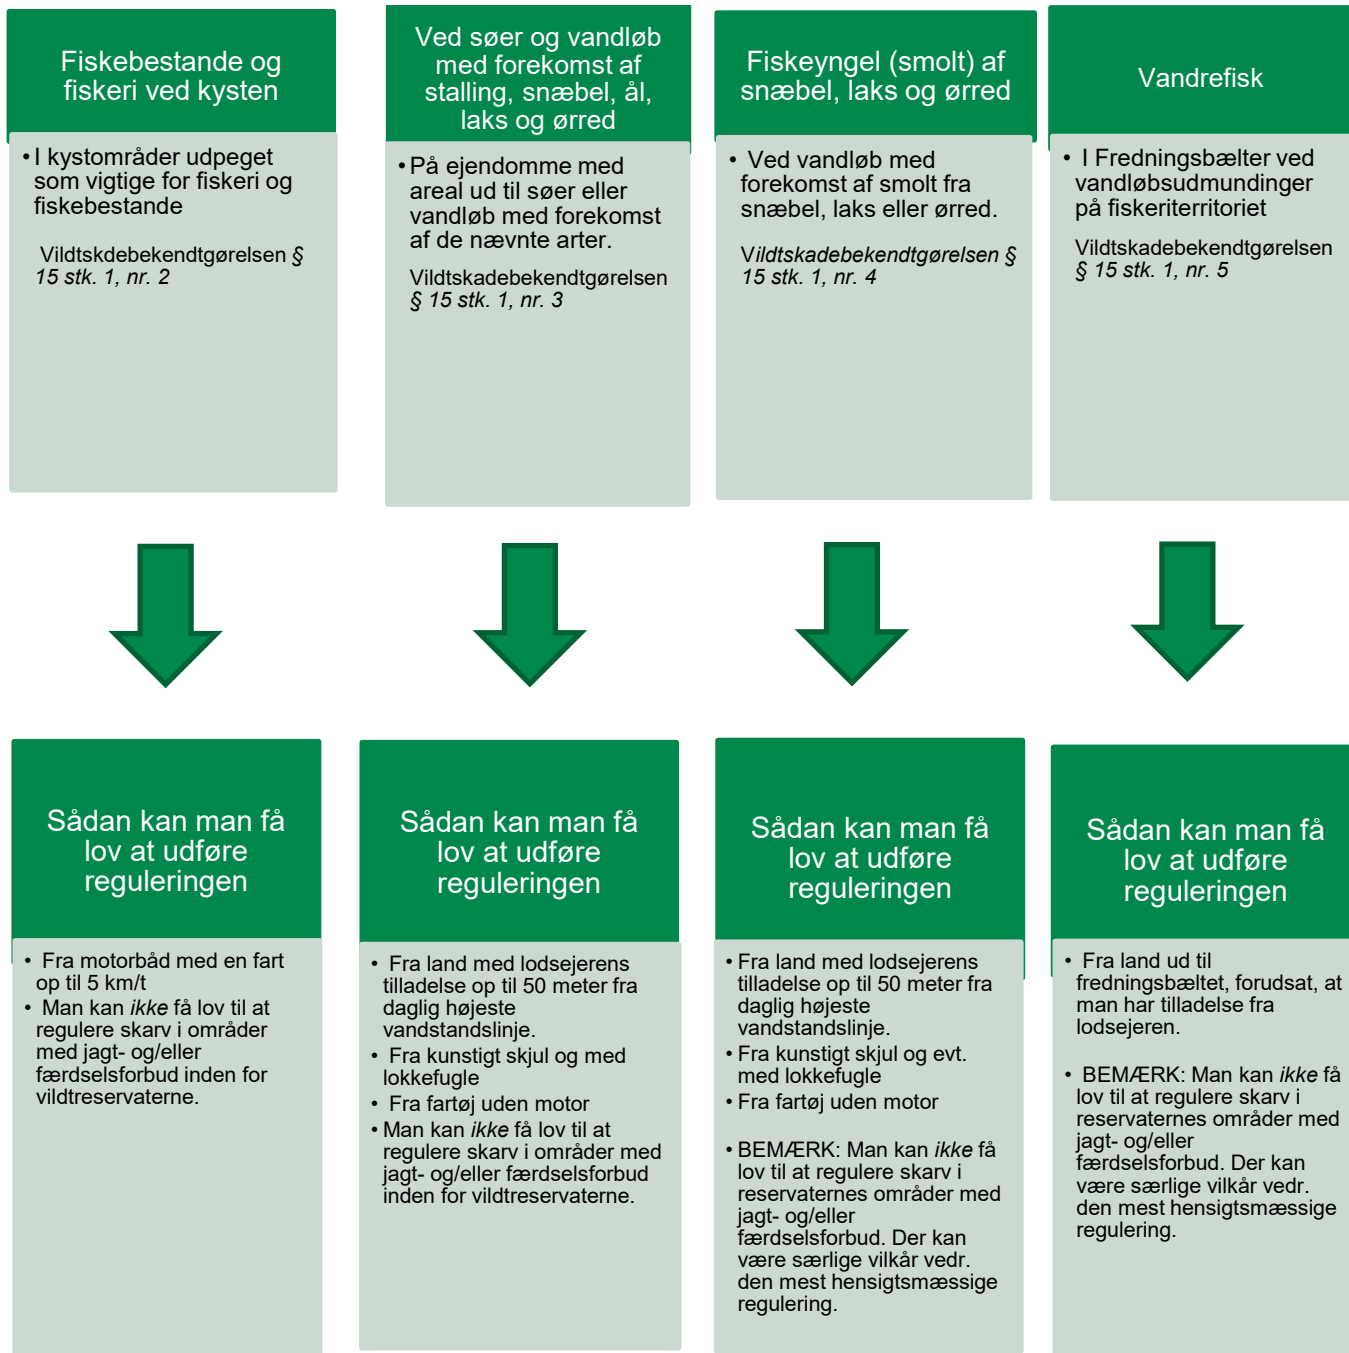 Fiskebestande og
fiskeri ved kysten
• I kystområder udpeget
som vigtige for fiskeri og
fiskebestande
Vildtskdebekendtgørelsen §
15 stk. 1, nr. 2
Ved søer og vandløb
med forekomst af
stalling, snæbel, ål,
laks og ørred
• På ejendomme med
areal ud til søer eller
vandløb med forekomst
af de nævnte arter.
Vildtskadebekendtgørelsen
§ 15 stk. 1, nr. 3
Fiskeyngel (smolt) af
snæbel, laks og ørred
• Ved vandløb med
forekomst af smolt fra
snæbel, laks eller ørred.
Vildtskadebekendtgørelsen §
15 stk. 1, nr. 4
Vandrefisk
• I Fredningsbælter ved
vandløbsudmundinger
på fiskeriterritoriet
Vildtskadebekendtgørelsen
§ 15 stk. 1, nr. 5
Sådan kan man få
lov at udføre
reguleringen
• Fra motorbåd med en fart
op til 5 km/t
• Man kan ikke få lov til at
regulere skarv i områder
med jagt- og/eller
færdselsforbud inden for
vildtreservaterne.
Sådan kan man få
lov at udføre
reguleringen
• Fra land med lodsejerens
tilladelse op til 50 meter fra
daglig højeste
vandstandslinje.
• Fra kunstigt skjul og med
lokkefugle
• Fra fartøj uden motor
• Man kan ikke få lov til at
regulere skarv i områder med
jagt- og/eller færdselsforbud
inden for vildtreservaterne.
Sådan kan man få
lov at udføre
reguleringen
• Fra land med lodsejerens
tilladelse op til 50 meter fra
daglig højeste
vandstandslinje.
• Fra kunstigt skjul og evt.
med lokkefugle
• Fra fartøj uden motor
• BEMÆRK: Man kan ikke få
lov til at regulere skarv i
reservaternes områder med
jagt- og/eller
færdselsforbud. Der kan
være særlige vilkår vedr.
den mest hensigtsmæssige
regulering.
Sådan kan man få
lov at udføre
reguleringen
• Fra land ud til
fredningsbæltet, forudsat, at
man har tilladelse fra
lodsejeren.
• BEMÆRK: Man kan ikke få
lov til at regulere skarv i
reservaternes områder med
jagt- og/eller
færdselsforbud. Der kan
være særlige vilkår vedr.
den mest hensigtsmæssige
regulering.